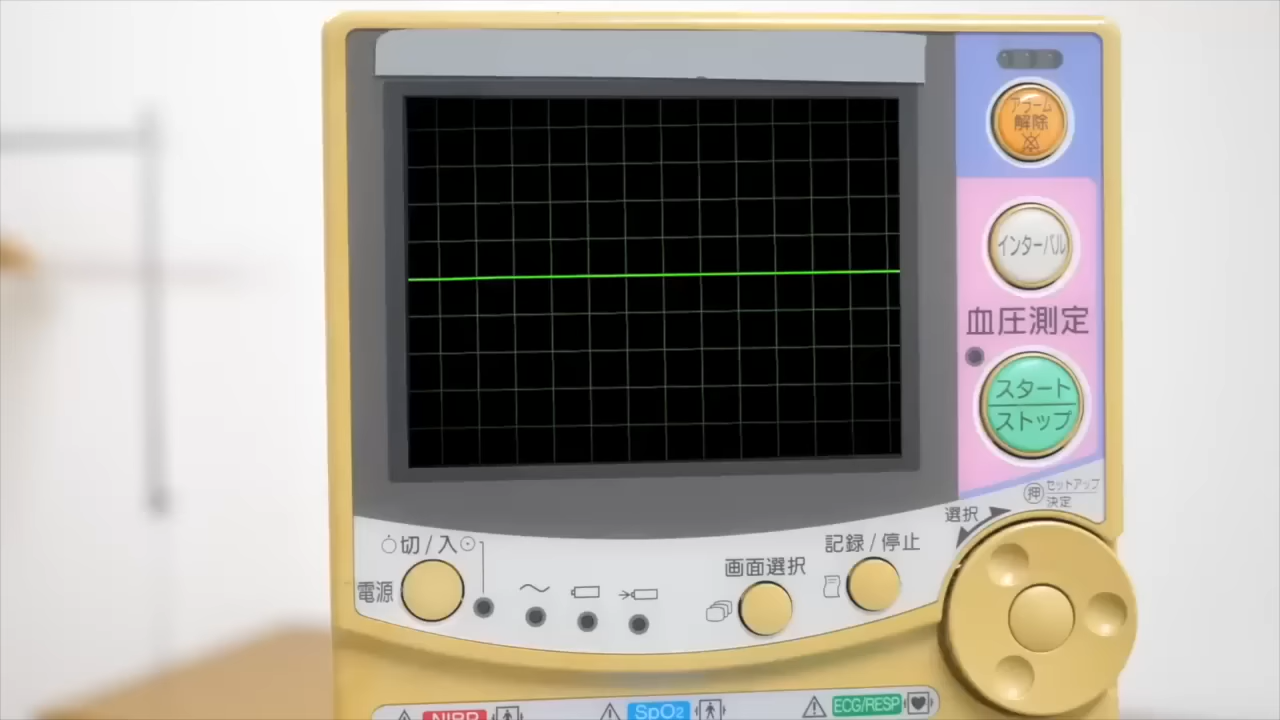 アラーム
解除
インターバル
血圧測定
スタート
ストップ
押 セットアップ
決定
選択
切/入
電源
画面選択
記録/停止
NIBP
SpO2
ECG/RESP